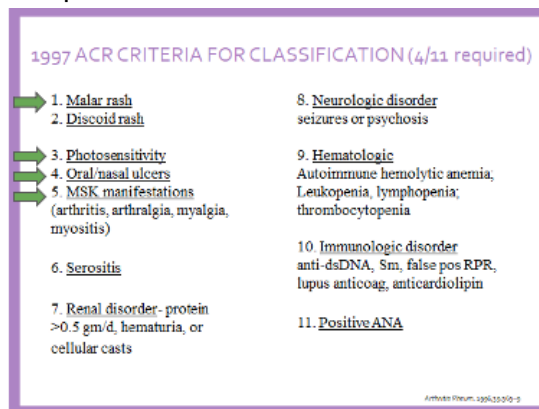 1997 ACR CRITERIA FOR CLASSIFICATION (4/11 required)
1. Malar rash
2. Discoid rash
3. Photosensitivity
4. Oral/nasal ulcers
5. MSK manifestations
(arthritis, arthralgia, myalgia,
myositis)
6. Serositis
7. Renal disorder- protein
>0.5 gm/d, hematuria, or
cellular casts
8. Neurologic disorder
seizures or psychosis
9. Hematologic
Autoimmune hemolytic anemia;
Leukopenia, lymphopenia;
thrombocytopenia
10. Immunologic disorder
anti-dsDNA, Sm, false pos RPR,
lupus anticoag, anticardiolipin
11. Positive ANA
Arthritis Rheum.